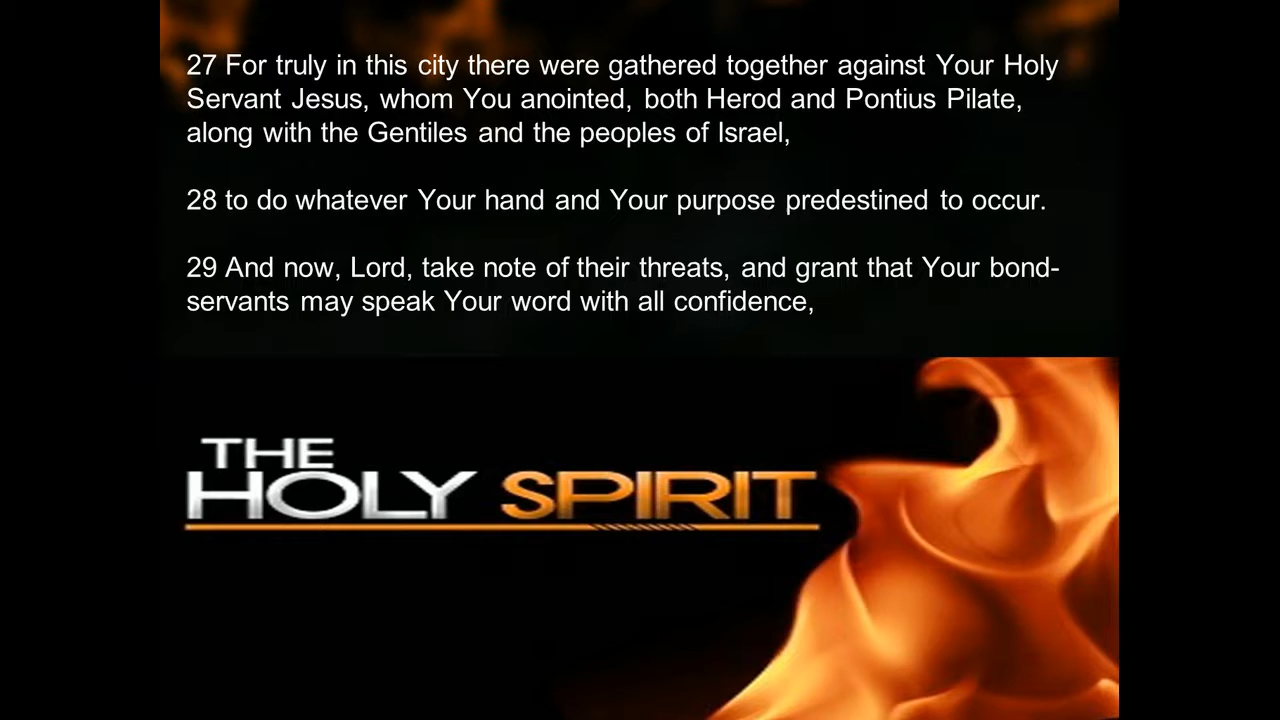 27 For truly in this city there were gathered together against Your Holy
Servant Jesus, whom You anointed, both Herod and Pontius Pilate,
along with the Gentiles and the peoples of Israel,
28 to do whatever Your hand and Your purpose predestined to occur.
29 And now, Lord, take note of their threats, and grant that Your bond-
servants may speak Your word with all confidence,
THE
HOLY SPIRIT